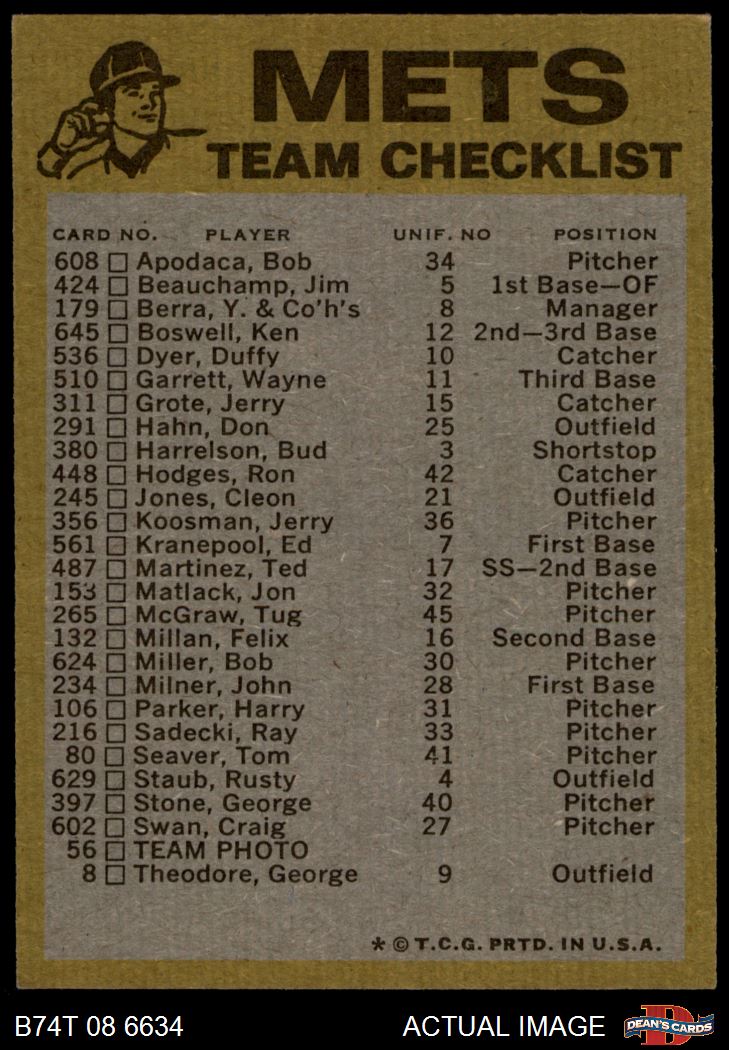 METS
TEAM CHECKLIST
CARD NO. PLAYER UNIF. NO POSITION
608 Apodaca, Bob 34 Pitcher
424 Beauchamp, Jim 5 1st Base—OF
179 Berra, Y. & Co'h's 8 Manager
645 Boswell, Ken 12 2nd—3rd Base
536 Dyer, Duffy 10 Catcher
510 Garrett, Wayne 11 Third Base
311 Grote, Jerry 15 Catcher
291 Hahn, Don 25 Outfield
380 Harrelson, Bud 3 Shortstop
448 Hodges, Ron 42 Catcher
245 Jones, Cleon 21 Outfield
356 Koosman, Jerry 36 Pitcher
561 Kranepool, Ed 7 First Base
487 Martinez, Ted 17 SS—2nd Base
153 Matlack, Jon 32 Pitcher
265 McGraw, Tug 45 Pitcher
132 Millan, Felix 16 Second Base
624 Miller, Bob 30 Pitcher
234 Milner, John 28 First Base
106 Parker, Harry 31 Pitcher
216 Sadecki, Ray 33 Pitcher
80 Seaver, Tom 41 Pitcher
629 Staub, Rusty 4 Outfield
397 Stone, George 40 Pitcher
602 Swan, Craig 27 Pitcher
56 TEAM PHOTO
8 Theodore, George 9 Outfield
* © T.C.G. PRTD. IN U.S.A.
B74T 08 6634 ACTUAL IMAGE DEAN'S CARDS